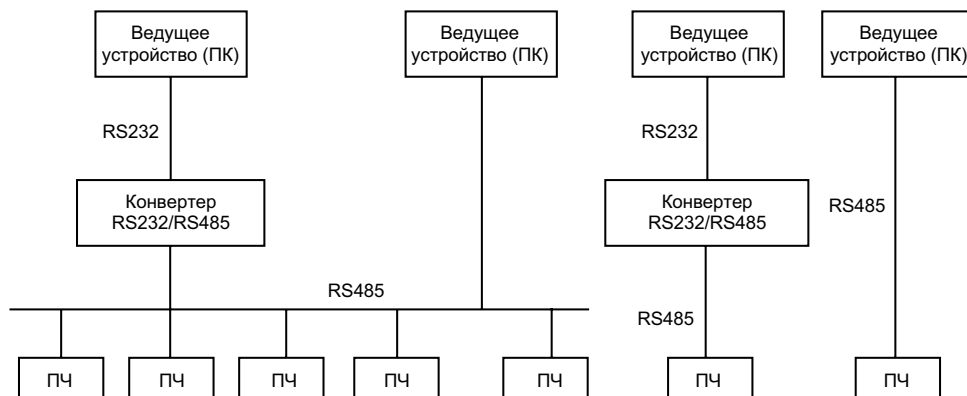 Ведущее
устройство (ПК)
Ведущее
устройство (ПК)
Ведущее
устройство (ПК)
Ведущее
устройство (ПК)
RS232
RS232
Конвертер
RS232/RS485
Конвертер
RS232/RS485
RS485
RS485
RS485
ПЧ
ПЧ
ПЧ
ПЧ
ПЧ
ПЧ
ПЧ